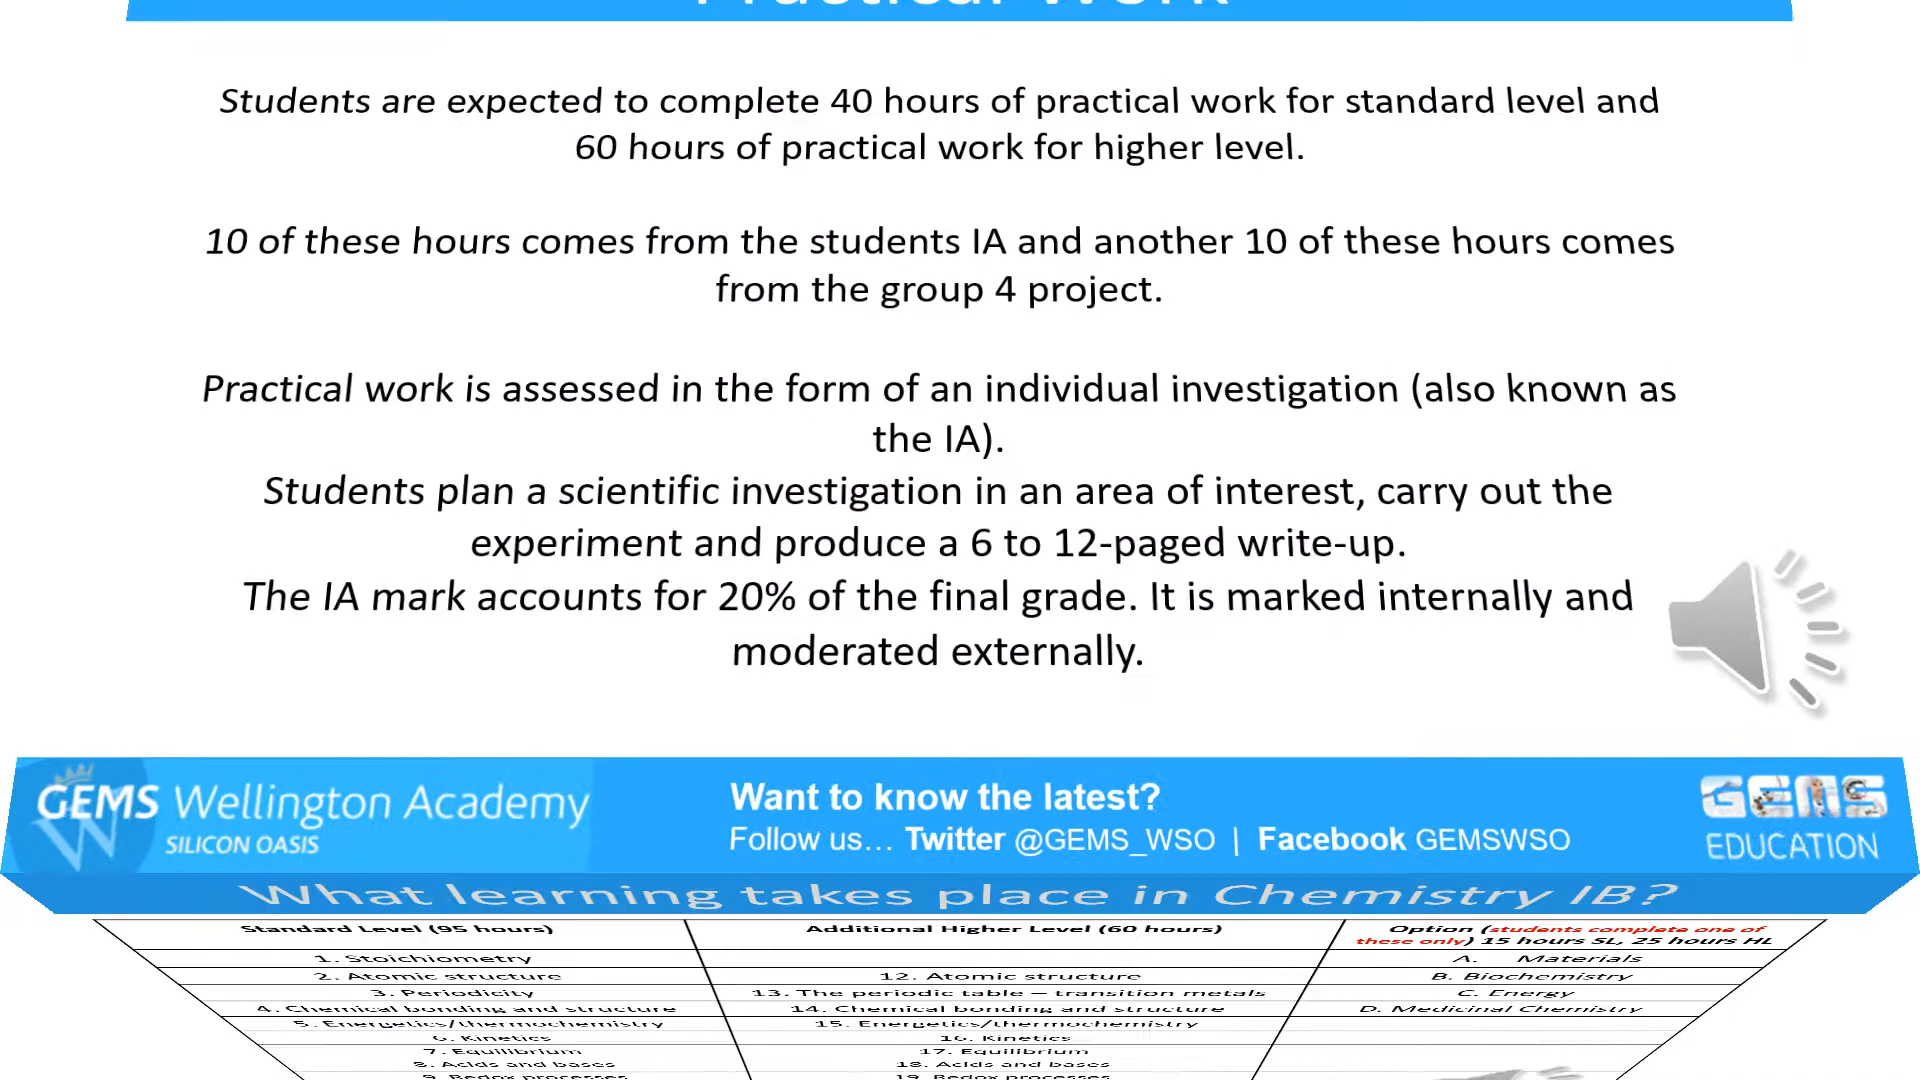 Practical Work
Students are expected to complete 40 hours of practical work for standard level and
60 hours of practical work for higher level.
10 of these hours comes from the students IA and another 10 of these hours comes
from the group 4 project.
Practical work is assessed in the form of an individual investigation (also known as
the IA).
Students plan a scientific investigation in an area of interest, carry out the
experiment and produce a 6 to 12-paged write-up.
The IA mark accounts for 20% of the final grade. It is marked internally and
moderated externally.
GEMS Wellington Academy
SILICON OASIS
Want to know the latest?
Follow us... Twitter @GEMS_WSO | Facebook GEMSWSO
GEMS
EDUCATION
What learning takes place in Chemistry IB?
Standard Level (95 hours)
Additional Higher Level (60 hours)
Option (students complete one of
these only) 15 hours SL, 25 hours HL
1. Stoichiometry
A. Materials
2. Atomic structure
12. Atomic structure
B. Biochemistry
3. Periodicity
13. The periodic table – transition metals
C. Energy
4. Chemical bonding and structure
14. Chemical bonding and structure
D. Medicinal Chemistry
5. Energetics/thermochemistry
15. Energetics/thermochemistry
6. Kinetics
16. Kinetics
7. Equilibrium
17. Equilibrium
8. Acids and bases
18. Acids and bases
9. Redox processes
19. Redox processes